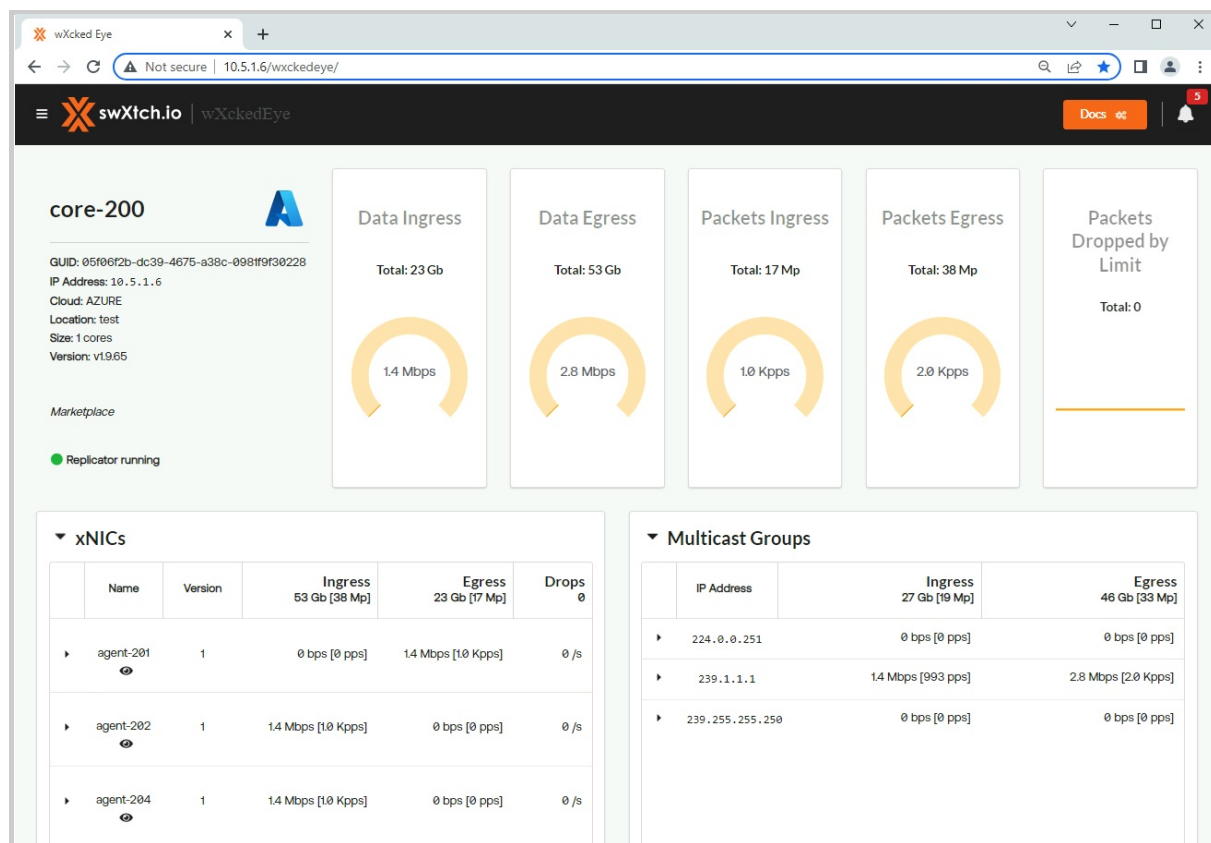 wXcked Eye
Not secure 10.5.1.6/wxckedeye/
swXtch.io wXckedEye
Docs
5
core-200
GUID: 05f06f2b-dc39-4675-a38c-0981f9f30228
IP Address: 10.5.1.6
Cloud: AZURE
Location: test
Size: 1 cores
Version: v1.9.65
Marketplace
Replicator running
Data Ingress
Total: 23 Gb
1.4 Mbps
Data Egress
Total: 53 Gb
2.8 Mbps
Packets Ingress
Total: 17 Mp
1.0 Kpps
Packets Egress
Total: 38 Mp
2.0 Kpps
Packets
Dropped by
Limit
Total: 0
xNICs
Name Version Ingress Egress Drops
53 Gb [38 Mp] 23 Gb [17 Mp] 0
agent-201 1 0 bps [0 pps] 1.4 Mbps [1.0 Kpps] 0 /s
agent-202 1 1.4 Mbps [1.0 Kpps] 0 bps [0 pps] 0 /s
agent-204 1 1.4 Mbps [1.0 Kpps] 0 bps [0 pps] 0 /s
Multicast Groups
IP Address Ingress Egress
27 Gb [19 Mp] 46 Gb [33 Mp]
224.0.0.251 0 bps [0 pps] 0 bps [0 pps]
239.1.1.1 1.4 Mbps [993 pps] 2.8 Mbps [2.0 Kpps]
239.255.255.250 0 bps [0 pps] 0 bps [0 pps]